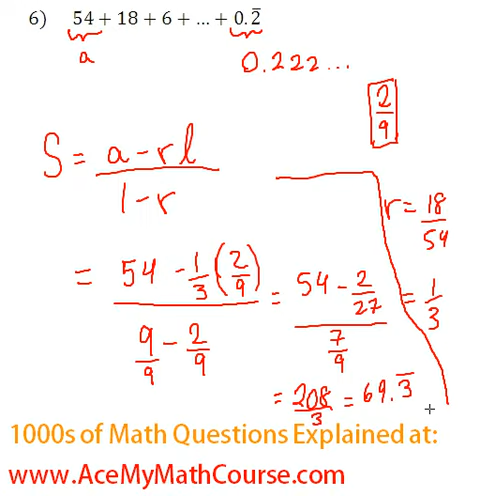 6) 54 + 18 + 6 + ... + 0.2̅
a
0.222...
2/9
S = (a - rl)/(1 - r)
r = 18/54
= 1/3
= (54 - 1/3(2/9))/(9/9 - 2/9) = (54 - 2/27)/(7/9)
= 208/3 = 69.3̅
1000s of Math Questions Explained at:
www.AceMyMathCourse.com